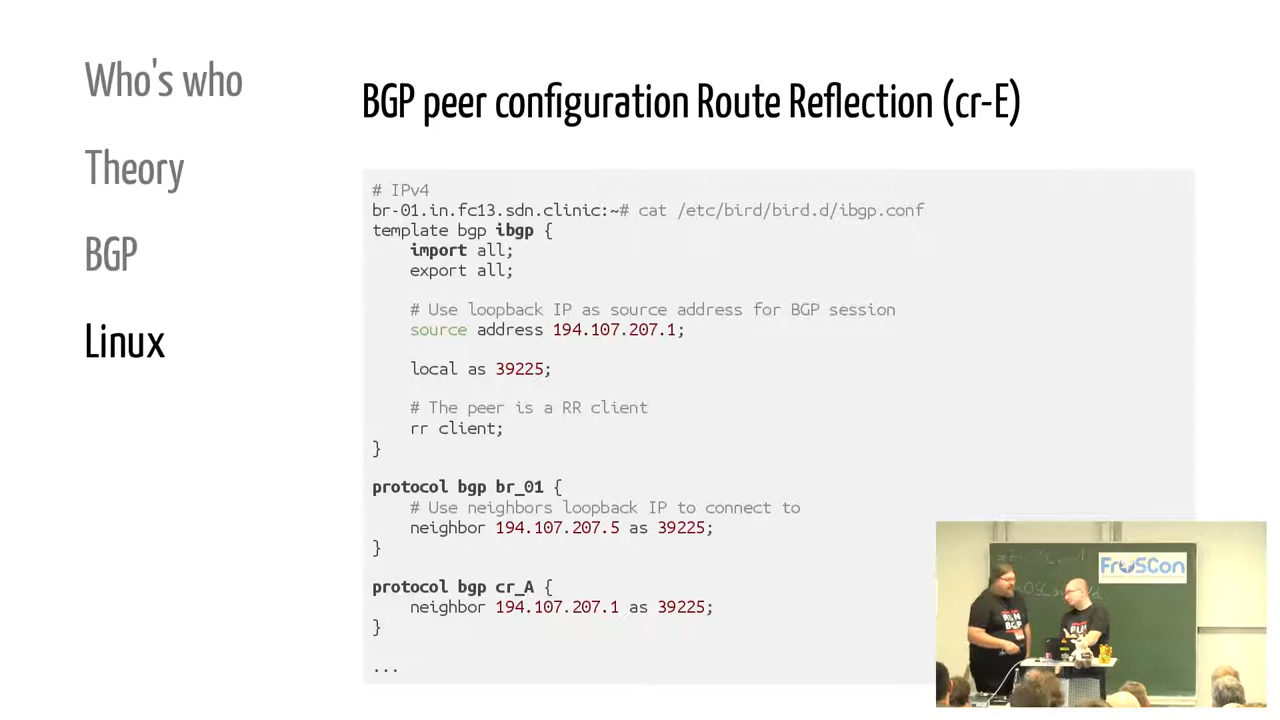 Who's who
Theory
BGP
Linux
BGP peer configuration Route Reflection (cr-E)
# IPv4
br-01.in.fc13.sdn.clinic:~# cat /etc/bird/bird.d/ibgp.conf
template bgp ibgp {
    import all;
    export all;
    # Use loopback IP as source address for BGP session
    source address 194.107.207.1;
    local as 39225;
    # The peer is a RR client
    rr client;
}
protocol bgp br_01 {
    # Use neighbors loopback IP to connect to
    neighbor 194.107.207.5 as 39225;
}
protocol bgp cr_A {
    neighbor 194.107.207.1 as 39225;
}
...
FrOSCon
BGP